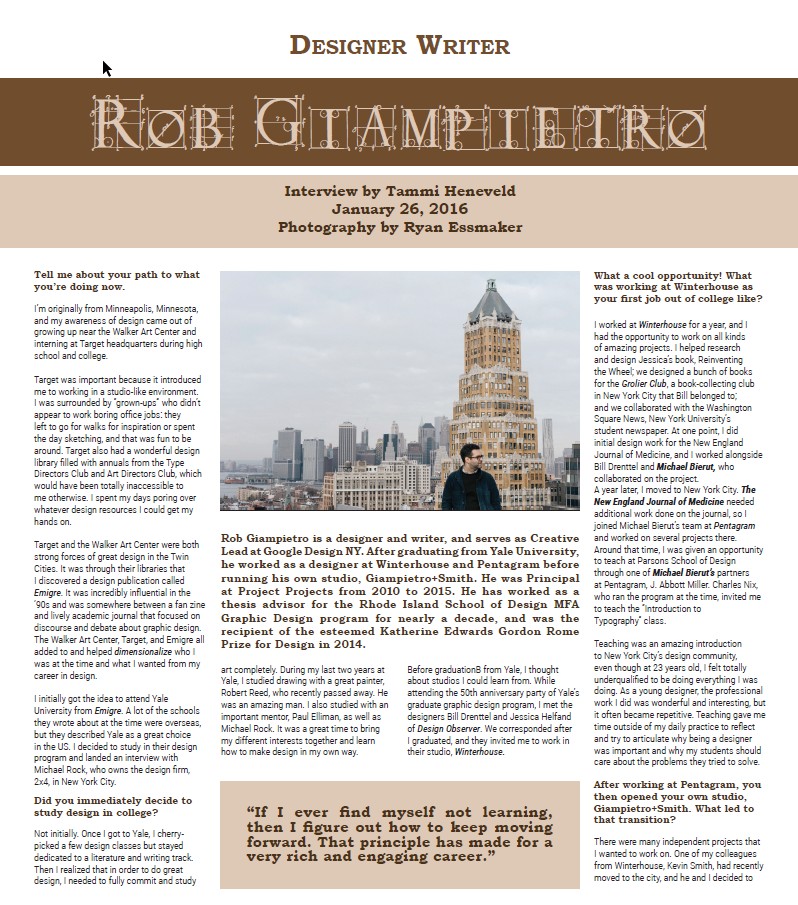 Designer Writer
Rob Giampietro
Interview by Tammi Heneveld
January 26, 2016
Photography by Ryan Essmaker
Tell me about your path to what
you're doing now.
I'm originally from Minneapolis, Minnesota,
and my awareness of design came out of
growing up near the Walker Art Center and
interning at Target headquarters during high
school and college.
Target was important because it introduced
me to working in a studio-like environment.
I was surrounded by "grown-ups" who didn't
appear to work boring office jobs: they
left to go for walks for inspiration or spent
the day sketching, and that was fun to be
around. Target also had a wonderful design
library filled with annuals from the Type
Directors Club and Art Directors Club, which
would have been totally inaccessible to
me otherwise. I spent my days poring over
whatever design resources I could get my
hands on.
Target and the Walker Art Center were both
strong forces of great design in the Twin
Cities. It was through their libraries that
I discovered a design publication called
Emigre. It was incredibly influential in the
'90s and was somewhere between a fan zine
and lively academic journal that focused on
discourse and debate about graphic design.
The Walker Art Center, Target, and Emigre all
added to and helped dimensionalize who I
was at the time and what I wanted from my
career in design.
I initially got the idea to attend Yale
University from Emigre. A lot of the schools
they wrote about at the time were overseas,
but they described Yale as a great choice
in the US. I decided to study in their design
program and landed an interview with
Michael Rock, who owns the design firm,
2x4, in New York City.
Did you immediately decide to
study design in college?
Not initially. Once I got to Yale, I cherry-
picked a few design classes but stayed
dedicated to a literature and writing track.
Then I realized that in order to do great
design, I needed to fully commit and study
Rob Giampietro is a designer and writer, and serves as Creative
Lead at Google Design NY. After graduating from Yale University,
he worked as a designer at Winterhouse and Pentagram before
running his own studio, Giampietro+Smith. He was Principal
at Project Projects from 2010 to 2015. He has worked as a
thesis advisor for the Rhode Island School of Design MFA
Graphic Design program for nearly a decade, and was the
recipient of the esteemed Katherine Edwards Gordon Rome
Prize for Design in 2014.
art completely. During my last two years at
Yale, I studied drawing with a great painter,
Robert Reed, who recently passed away. He
was an amazing man. I also studied with an
important mentor, Paul Elliman, as well as
Michael Rock. It was a great time to bring
my different interests together and learn
how to make design in my own way.
Before graduationB from Yale, I thought
about studios I could learn from. While
attending the 50th anniversary party of Yale's
graduate graphic design program, I met the
designers Bill Drenttel and Jessica Helfand
of Design Observer. We corresponded after
I graduated, and they invited me to work in
their studio, Winterhouse.
"If I ever find myself not learning,
then I figure out how to keep moving
forward. That principle has made for a
very rich and engaging career."
What a cool opportunity! What
was working at Winterhouse as
your first job out of college like?
I worked at Winterhouse for a year, and I
had the opportunity to work on all kinds
of amazing projects. I helped research
and design Jessica's book, Reinventing
the Wheel; we designed a bunch of books
for the Grolier Club, a book-collecting club
in New York City that Bill belonged to;
and we collaborated with the Washington
Square News, New York University's
student newspaper. At one point, I did
initial design work for the New England
Journal of Medicine, and I worked alongside
Bill Drenttel and Michael Bierut, who
collaborated on the project.
A year later, I moved to New York City. The
New England Journal of Medicine needed
additional work done on the journal, so I
joined Michael Bierut's team at Pentagram
and worked on several projects there.
Around that time, I was given an opportunity
to teach at Parsons School of Design
through one of Michael Bierut's partners
at Pentagram, J. Abbott Miller. Charles Nix,
who ran the program at the time, invited me
to teach the "Introduction to
Typography" class.
Teaching was an amazing introduction
to New York City's design community,
even though at 23 years old, I felt totally
underqualified to be doing everything I was
doing. As a young designer, the professional
work I did was wonderful and interesting, but
it often became repetitive. Teaching gave me
time outside of my daily practice to reflect
and try to articulate why being a designer
was important and why my students should
care about the problems they tried to solve.
After working at Pentagram, you
then opened your own studio,
Giampietro+Smith. What led to
that transition?
There were many independent projects that
I wanted to work on. One of my colleagues
from Winterhouse, Kevin Smith, had recently
moved to the city, and he and I decided to